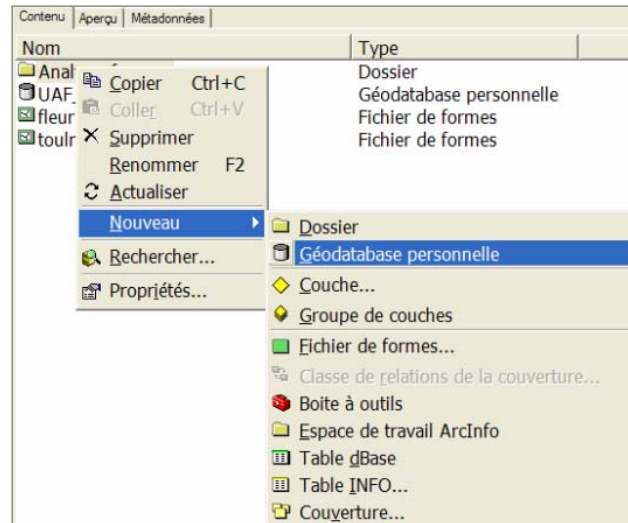 Contenu Aperçu Métadonnées
Nom Type
Dossier
UAF_ Géodatabase personnelle
fleur Fichier de formes
Fichier de formes
Copier Ctrl+C
Coller Ctrl+V
Supprimer
Renommer F2
Actualiser
Nouveau
Rechercher...
Propriétés...
Dossier
Géodatabase personnelle
Couche...
Groupe de couches
Fichier de formes...
Classe de relations de la couverture...
Boite à outils
Espace de travail ArcInfo
Table dBase
Table INFO...
Couverture...